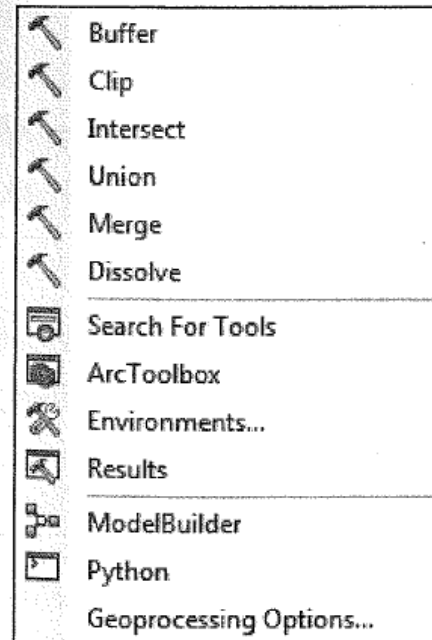 Buffer
Clip
Intersect
Union
Merge
Dissolve
Search For Tools
ArcToolbox
Environments...
Results
ModelBuilder
Python
Geoprocessing Options...